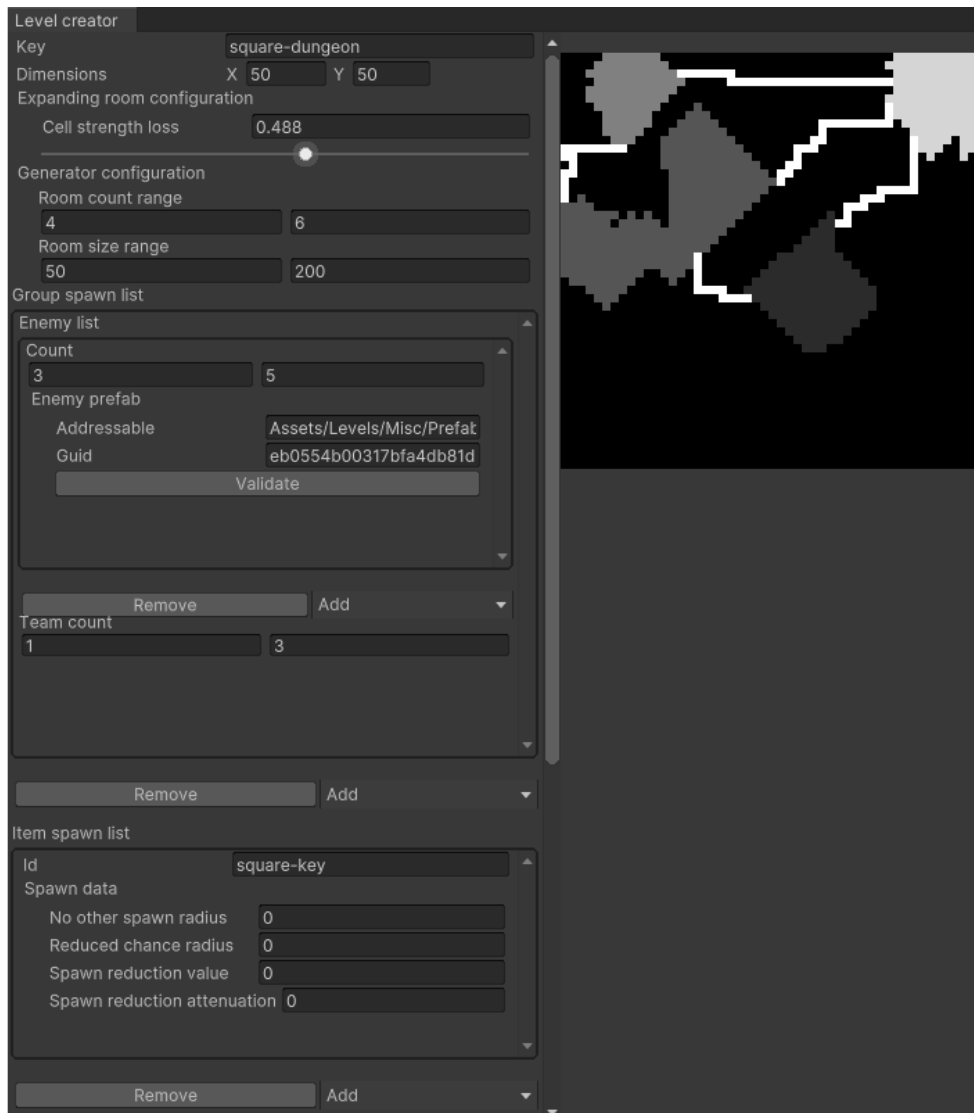 Level creator
Key square-dungeon
Dimensions X 50 Y 50
Expanding room configuration
Cell strength loss 0.488
Generator configuration
Room count range
4 6
Room size range
50 200
Group spawn list
Enemy list
Count
3 5
Enemy prefab
Addressable Assets/Levels/Misc/Prefab
Guid eb0554b00317bfa4db81d
Validate
Remove Add
Team count
1 3
Remove Add
Item spawn list
Id square-key
Spawn data
No other spawn radius 0
Reduced chance radius 0
Spawn reduction value 0
Spawn reduction attenuation 0
Remove Add